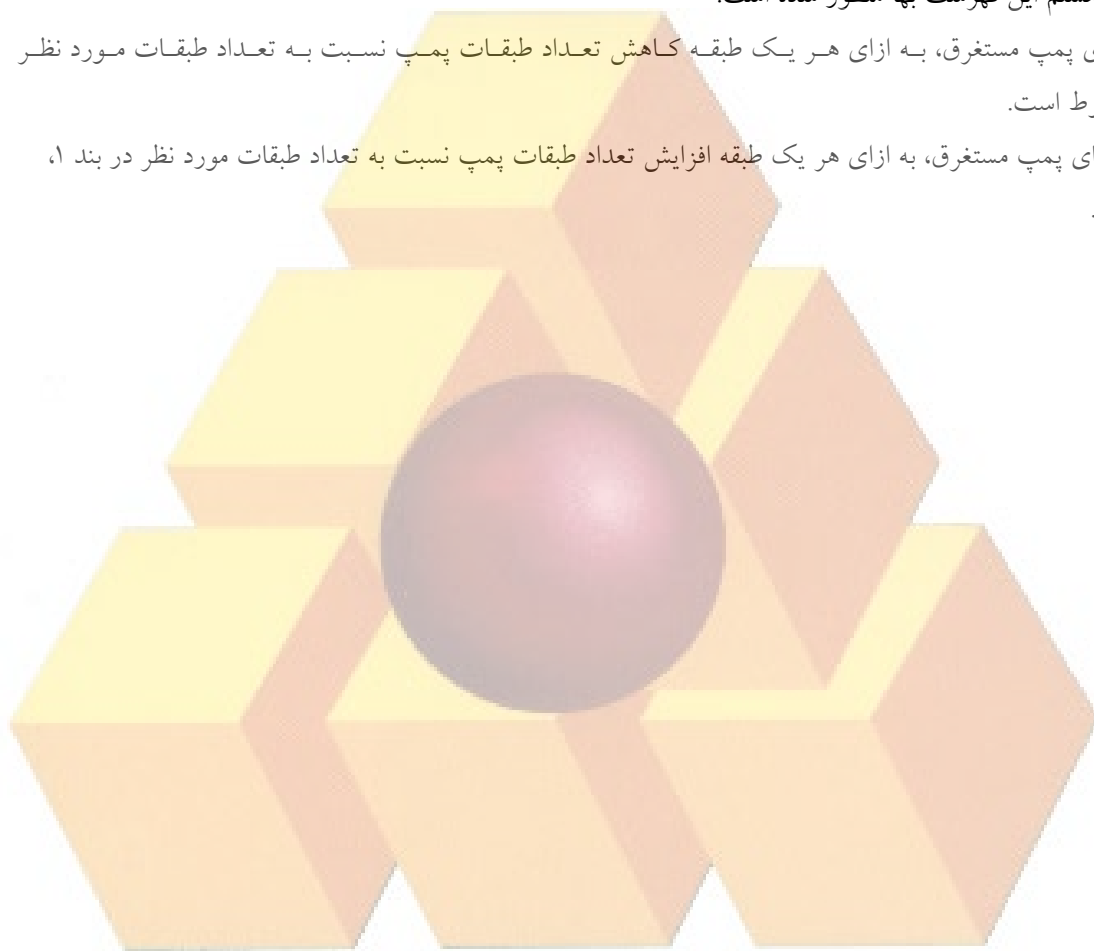 این فهرست بها منظور شده است.
پمپ مستغرق، بـه ازای هـر یـک طبقـه کـاهش تعـداد طبقـات پمـپ نسـبت بـه تعـداد طبقـات مـورد نظـر
است.
پمپ مستغرق، به ازای هر یک طبقه افزایش تعداد طبقات پمپ نسبت به تعداد طبقات مورد نظر در بند ۱،